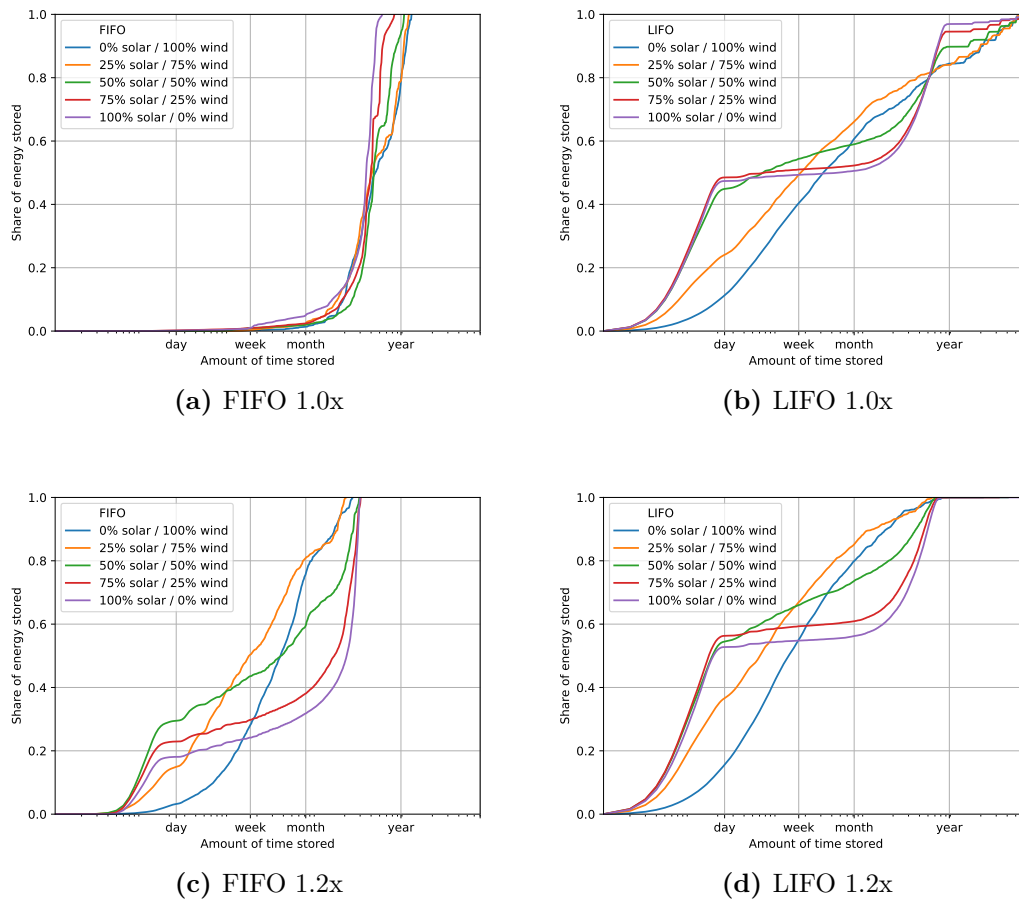 FIFO
0% solar / 100% wind
25% solar / 75% wind
50% solar / 50% wind
75% solar / 25% wind
100% solar / 0% wind
1.0
0.8
0.6
0.4
0.2
0.0
Share of energy stored
day week month year
Amount of time stored
(a) FIFO 1.0x
LIFO
0% solar / 100% wind
25% solar / 75% wind
50% solar / 50% wind
75% solar / 25% wind
100% solar / 0% wind
1.0
0.8
0.6
0.4
0.2
0.0
Share of energy stored
day week month year
Amount of time stored
(b) LIFO 1.0x
FIFO
0% solar / 100% wind
25% solar / 75% wind
50% solar / 50% wind
75% solar / 25% wind
100% solar / 0% wind
1.0
0.8
0.6
0.4
0.2
0.0
Share of energy stored
day week month year
Amount of time stored
(c) FIFO 1.2x
LIFO
0% solar / 100% wind
25% solar / 75% wind
50% solar / 50% wind
75% solar / 25% wind
100% solar / 0% wind
1.0
0.8
0.6
0.4
0.2
0.0
Share of energy stored
day week month year
Amount of time stored
(d) LIFO 1.2x